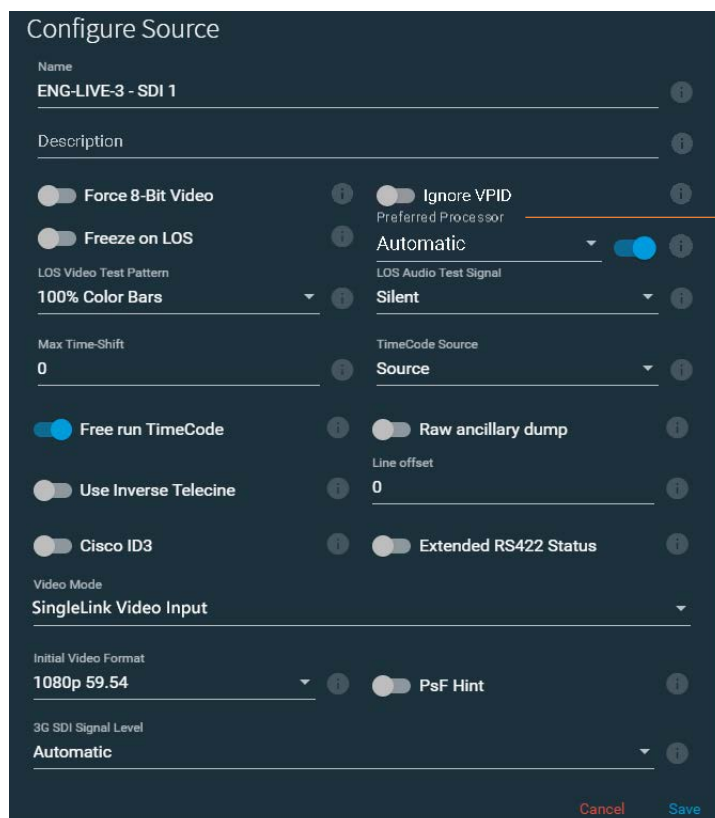 Configure Source
Name
ENG-LIVE-3 - SDI 1
Description
Force 8-Bit Video
Ignore VPID
Freeze on LOS
Preferred Processor
Automatic
LOS Video Test Pattern
100% Color Bars
LOS Audio Test Signal
Silent
Max Time-Shift
0
TimeCode Source
Source
Free run TimeCode
Raw ancillary dump
Use Inverse Telecine
Line offset
0
Cisco ID3
Extended RS422 Status
Video Mode
SingleLink Video Input
Initial Video Format
1080p 59.54
PsF Hint
3G SDI Signal Level
Automatic
Cancel
Save